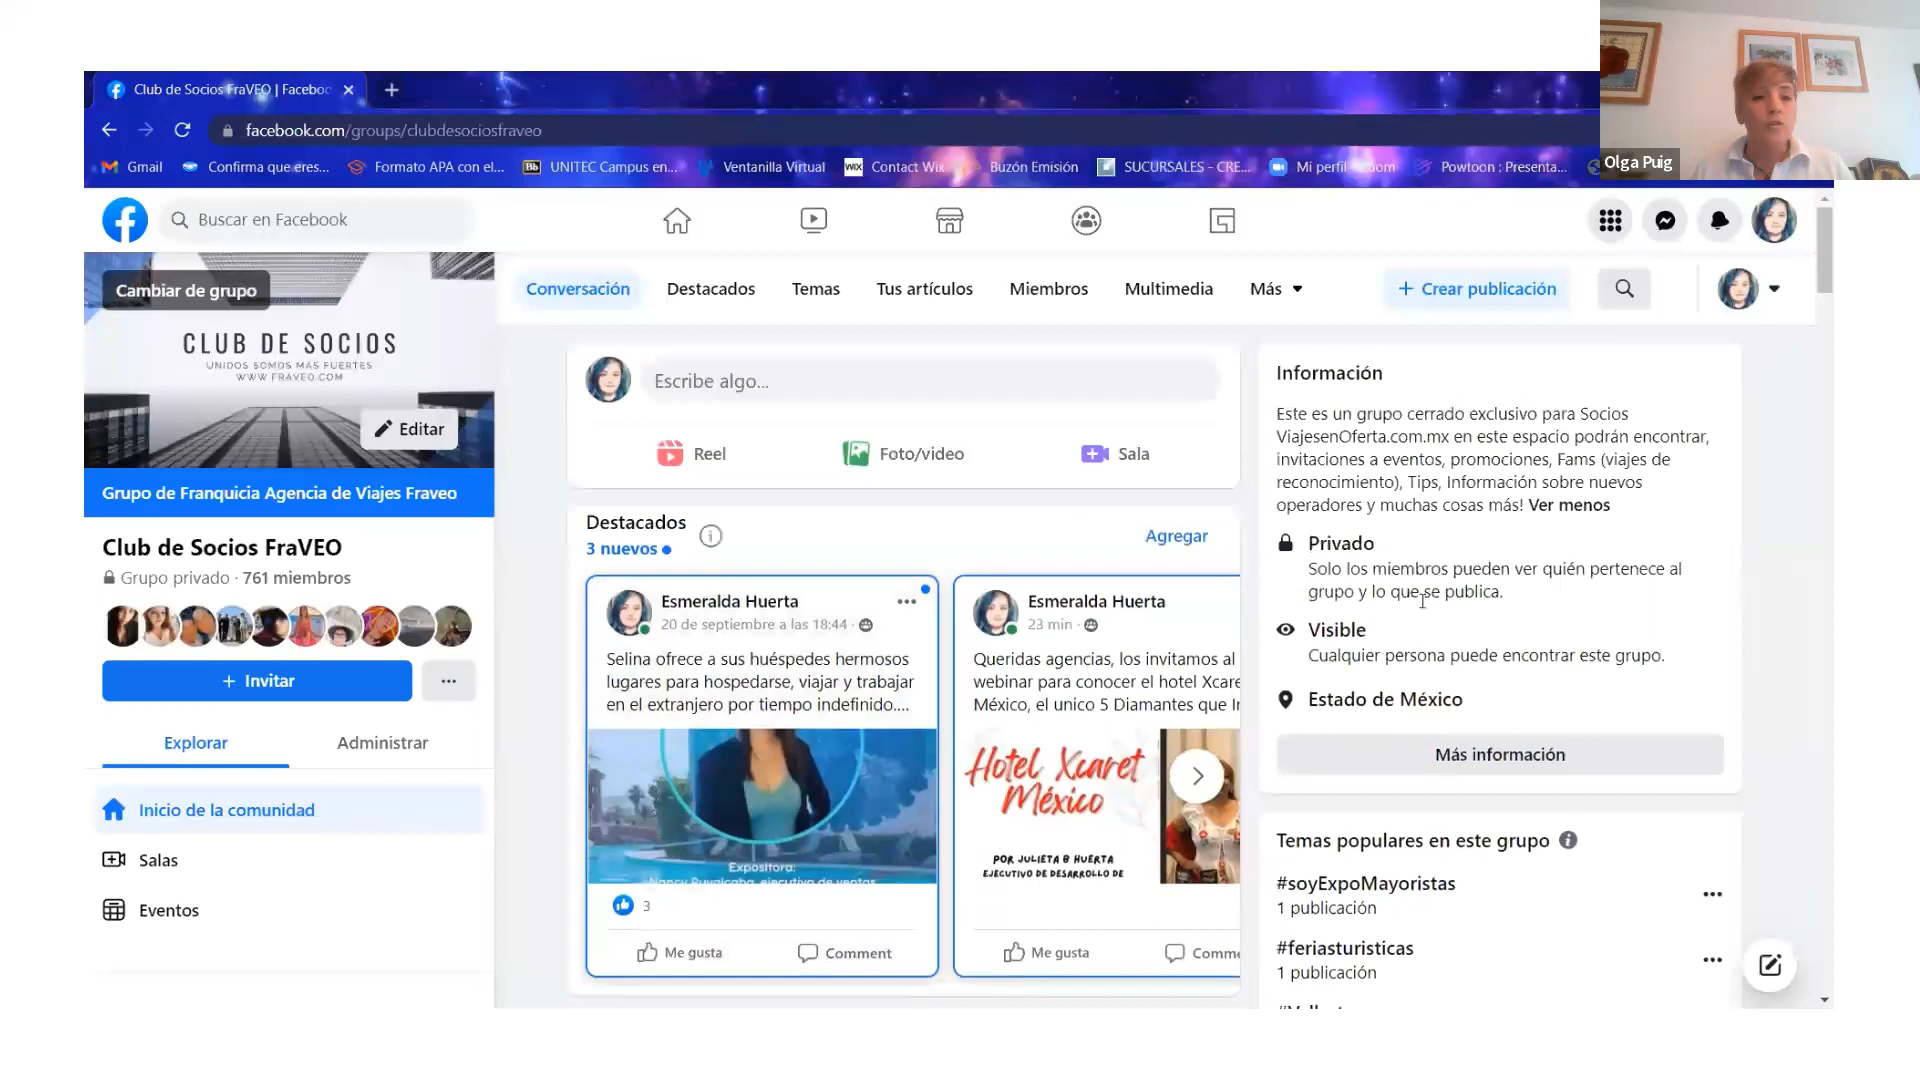 Club de Socios FraVEO | Faceboo
facebook.com/groups/clubdesociosfraveo
Gmail
Confirma que eres...
Formato APA con el...
Bb
UNITEC Campus en...
Ventanilla Virtual
WIX
Contact Wix
Buzón Emisión
SUCURSALES - CRE...
Mi perfil
Powtoon : Presenta...
Olga Puig
Buscar en Facebook
Cambiar de grupo
CLUB DE SOCIOS
UNIDOS SOMOS MÁS FUERTES
WWW FRAVEO.COM
Editar
Grupo de Franquicia Agencia de Viajes Fraveo
Club de Socios FraVEO
Grupo privado · 761 miembros
+ Invitar
Explorar
Administrar
Inicio de la comunidad
Salas
Eventos
Conversación
Destacados
Temas
Tus artículos
Miembros
Multimedia
Más
+ Crear publicación
Escribe algo...
Reel
Foto/video
Sala
Destacados
3 nuevos
Agregar
Esmeralda Huerta
20 de septiembre a las 18:44 ·
Selina ofrece a sus huéspedes hermosos
lugares para hospedarse, viajar y trabajar
en el extranjero por tiempo indefinido....
Expositora:
Nancy Ruvalcaba, ejecutiva de ventas
3
Me gusta
Comment
Esmeralda Huerta
23 min ·
Queridas agencias, los invitamos al
webinar para conocer el hotel Xcare
México, el unico 5 Diamantes que In
Hotel Xcaret
México
POR JULIETA B HUERTA
EJECUTIVO DE DESARROLLO DE
Me gusta
Comme
Información
Este es un grupo cerrado exclusivo para Socios
ViajesenOferta.com.mx en este espacio podrán encontrar,
invitaciones a eventos, promociones, Fams (viajes de
reconocimiento), Tips, Información sobre nuevos
operadores y muchas cosas más! Ver menos
Privado
Solo los miembros pueden ver quién pertenece al
grupo y lo que se publica.
Visible
Cualquier persona puede encontrar este grupo.
Estado de México
Más información
Temas populares en este grupo
#soyExpoMayoristas
1 publicación
#feriasturisticas
1 publicación